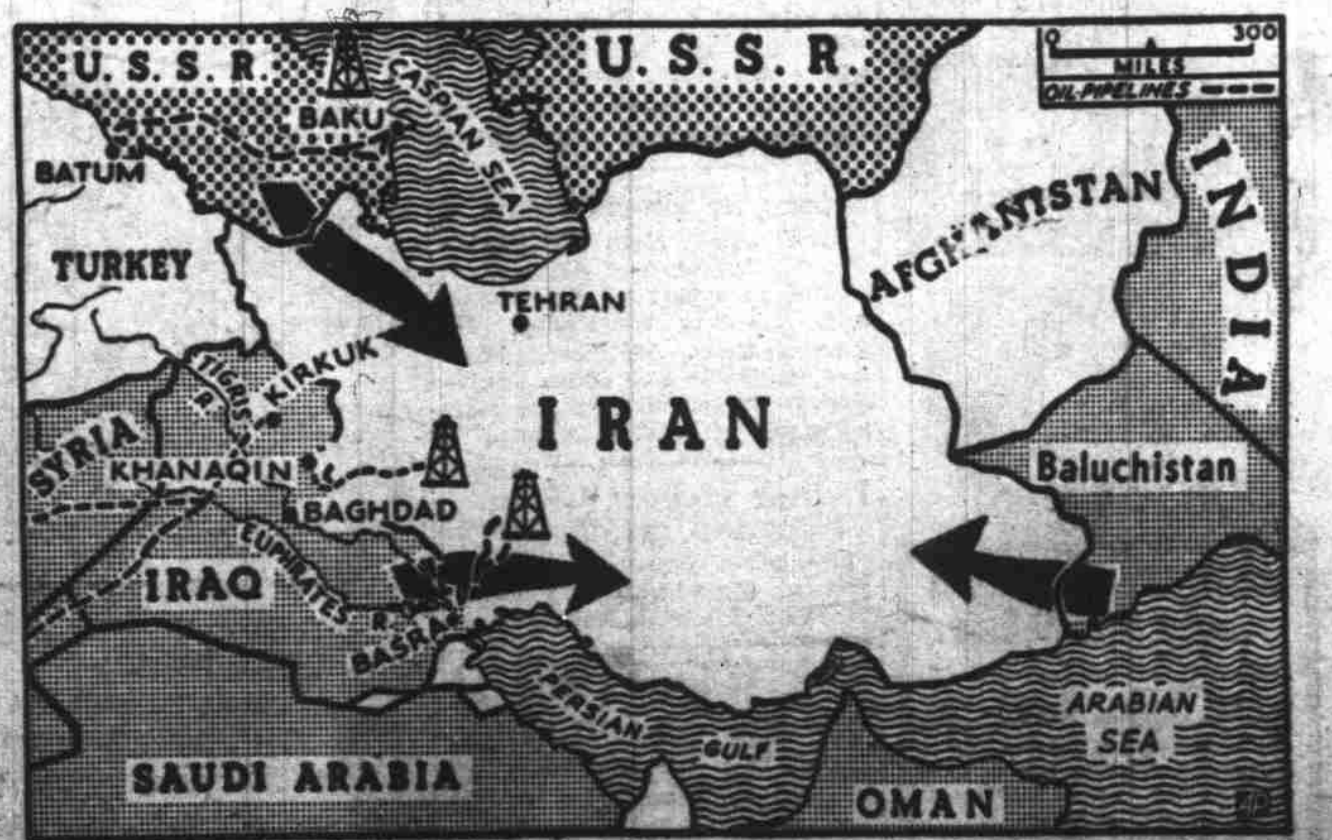 U. S. S. R.
U. S. S. R.
0 300
MILES
OIL-PIPELINES
BAKU
CASPIAN SEA
BATUM
INDIA
AFGHANISTAN
TURKEY
TEHRAN
TIGRIS R.
KIRKUK
IRAN
SYRIA
KHANAQIN
Baluchistan
BAGHDAD
EUPHRATES R.
IRAQ
BASRA
PERSIAN GULF
ARABIAN
SEA
SAUDI ARABIA
OMAN